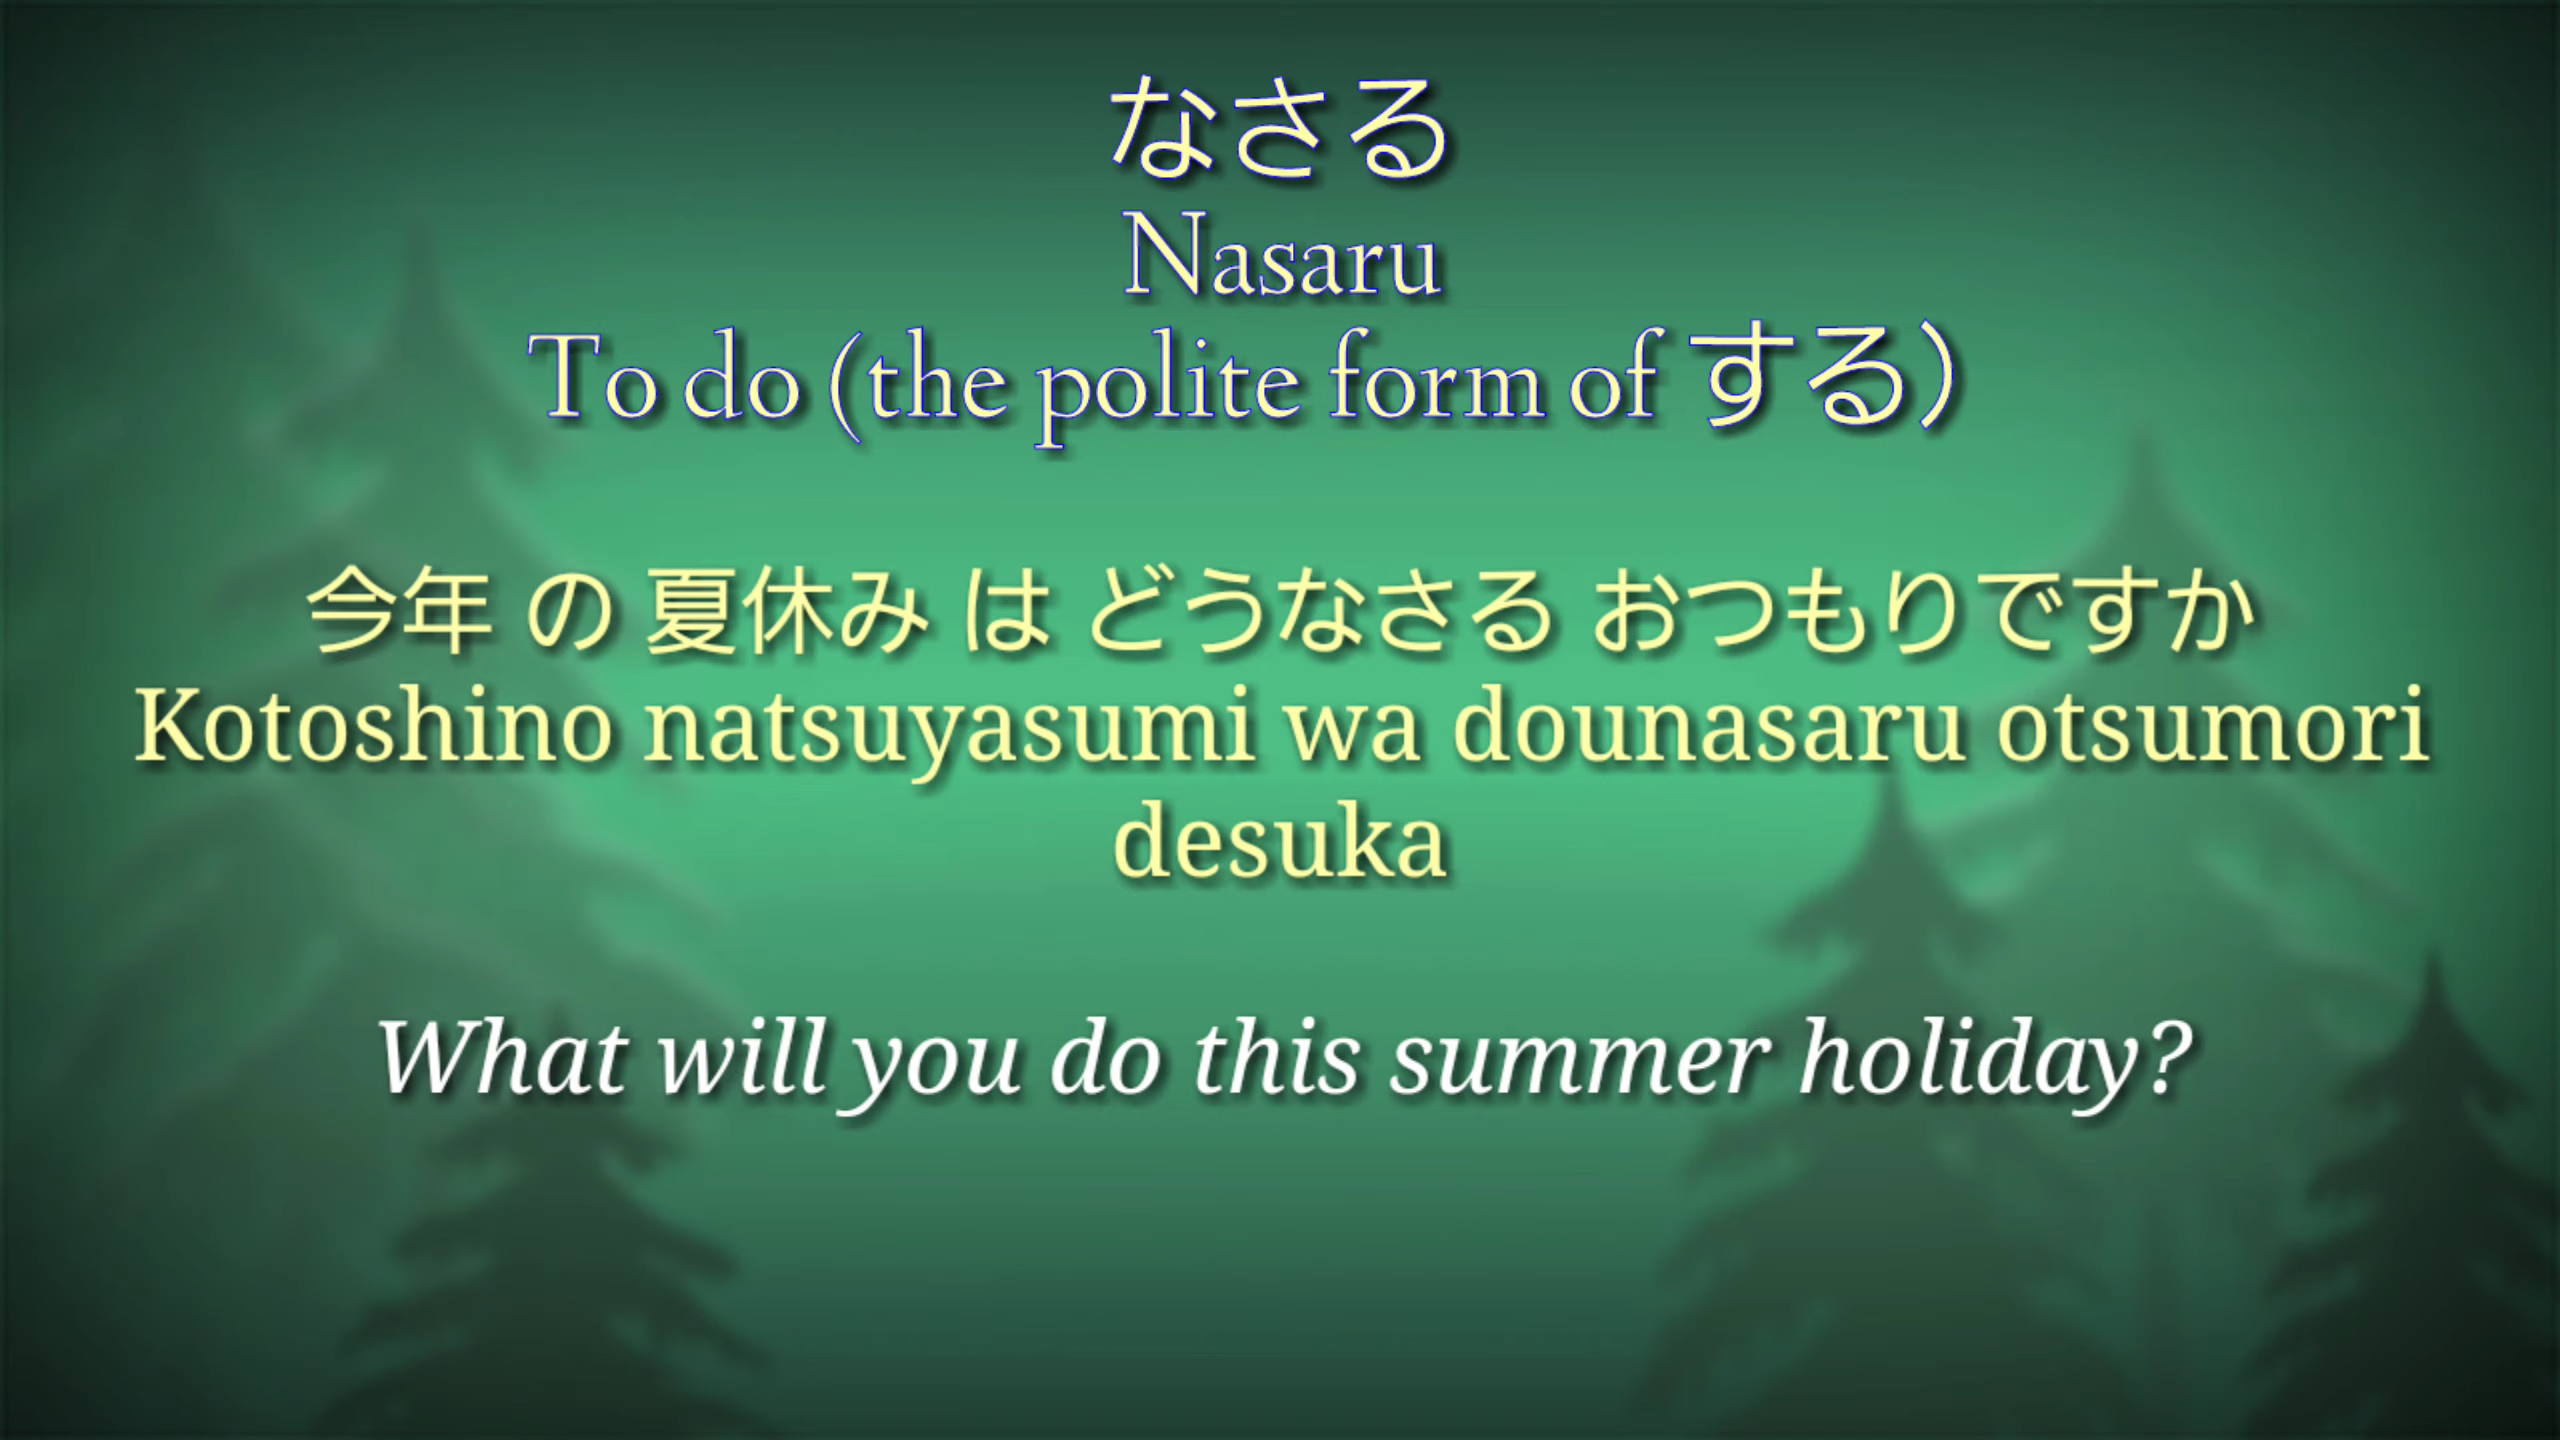 なさる
Nasaru
To do (the polite form of する）
今年 の 夏休み は どうなさる おつもりですか
Kotoshino natsuyasumi wa dounasaru otsumori
desuka
What will you do this summer holiday?